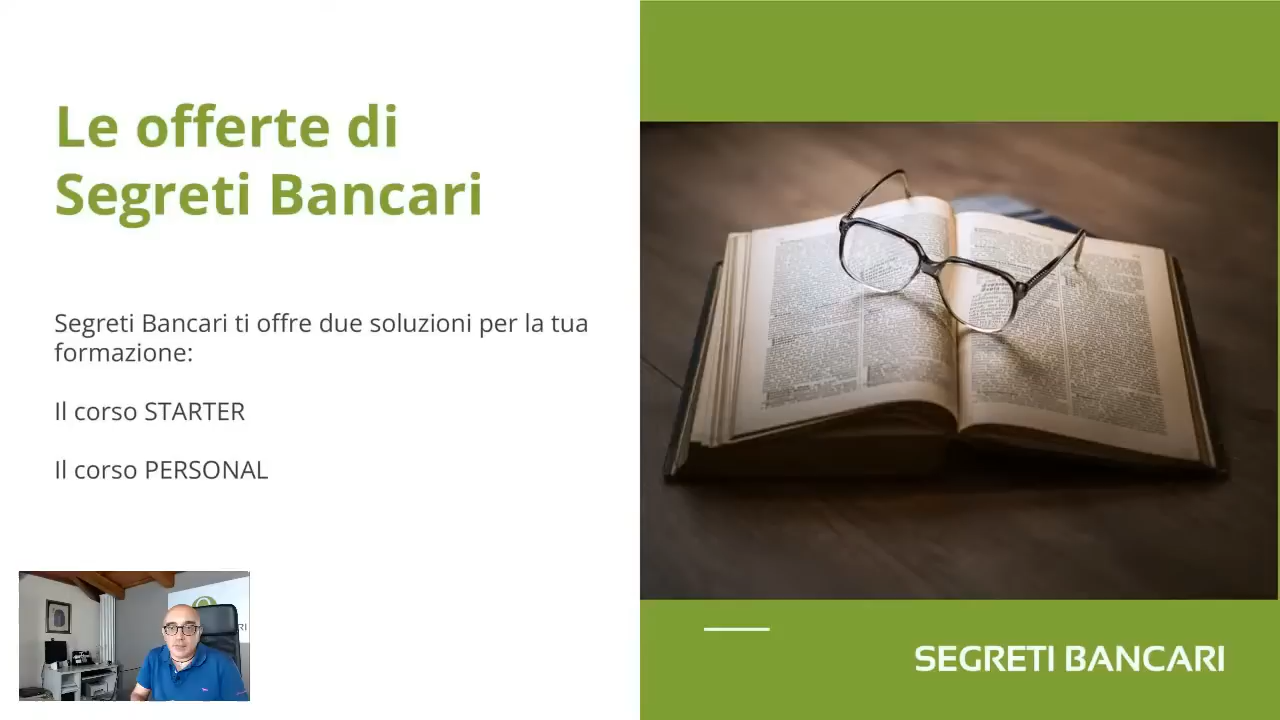 Le offerte di
Segreti Bancari
Segreti Bancari ti offre due soluzioni per la tua
formazione:
Il corso STARTER
Il corso PERSONAL
SEGRETI BANCARI